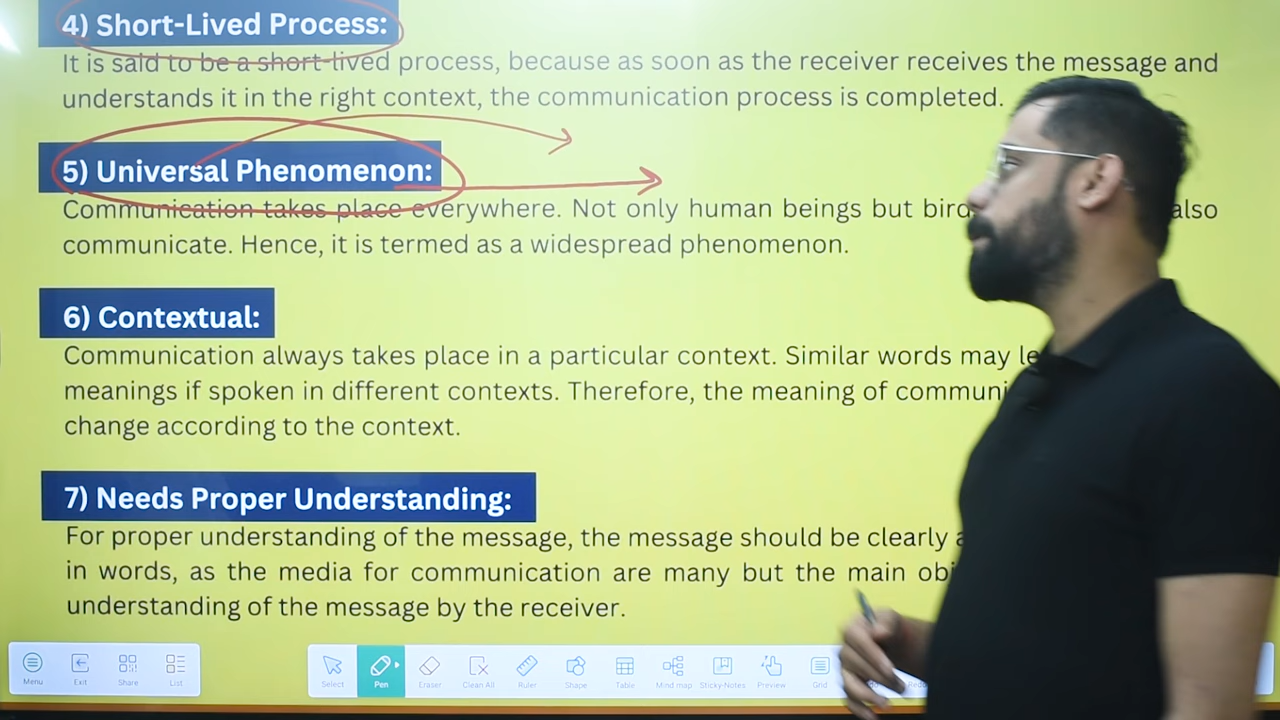 4) Short-Lived Process:
It is said to be a short-lived process, because as soon as the receiver receives the message and
understands it in the right context, the communication process is completed.
5) Universal Phenomenon:
Communication takes place everywhere. Not only human beings but also
communicate. Hence, it is termed as a widespread phenomenon.
6) Contextual:
Communication always takes place in a particular context. Similar words may
meanings if spoken in different contexts. Therefore, the meaning of
change according to the context.
7) Needs Proper Understanding:
For proper understanding of the message, the message should be clearly
in words, as the media for communication are many but the main
understanding of the message by the receiver.
Menu Exit Share List Select Pen Eraser Clean All Ruler Shape Table Mind map Sticky-Notes Preview Grid